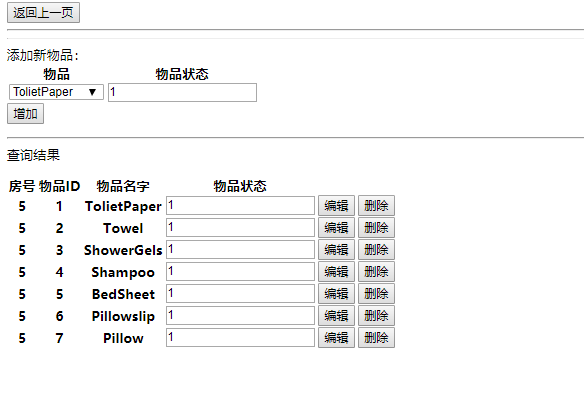 返回上一页
添加新物品:
物品 物品状态
TolietPaper ▼ 1
增加
查询结果
房号 物品ID 物品名字 物品状态
5 1 TolietPaper 1 编辑 删除
5 2 Towel 1 编辑 删除
5 3 ShowerGels 1 编辑 删除
5 4 Shampoo 1 编辑 删除
5 5 BedSheet 1 编辑 删除
5 6 Pillowslip 1 编辑 删除
5 7 Pillow 1 编辑 删除